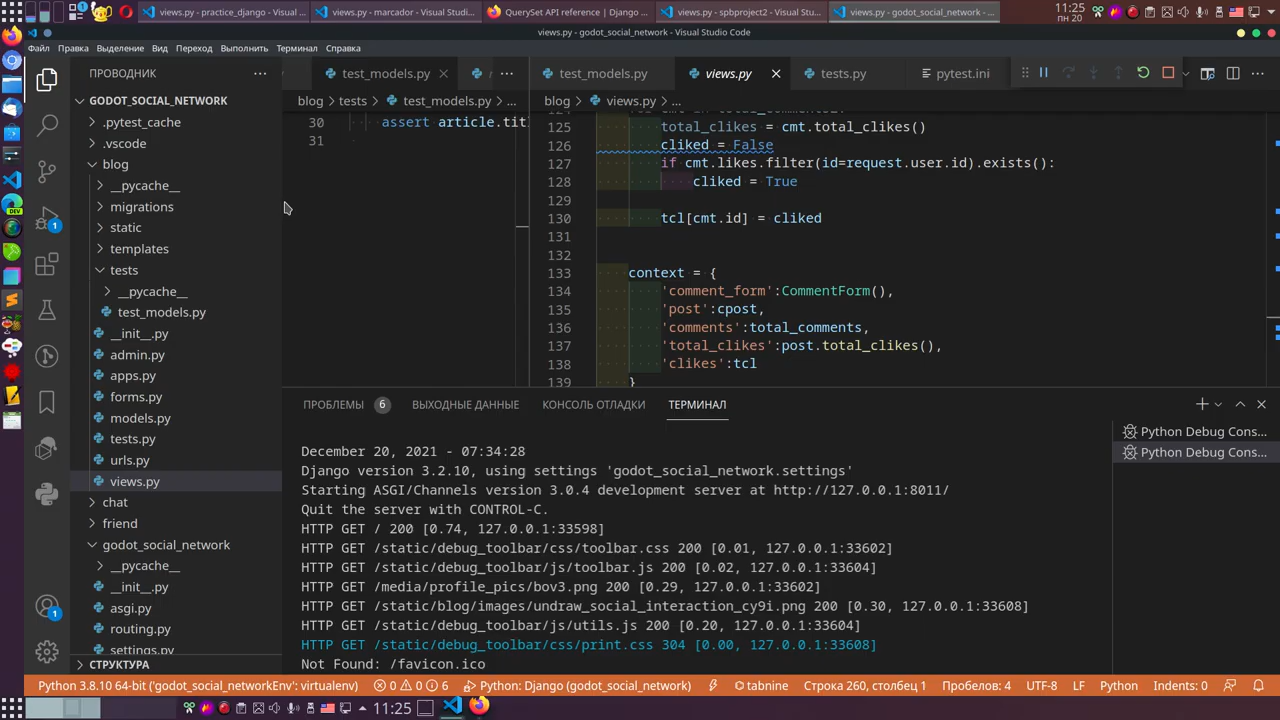 views.py - practice_django - Visual ...
views.py - marcador - Visual Studi...
QuerySet API reference | Django ...
views.py - spbproject2 - Visual Stu...
views.py - godot_social_network - ...
11:25
пн 20
views.py - godot_social_network - Visual Studio Code
Файл Правка Выделение Вид Переход Выполнить Терминал Справка
ПРОВОДНИК
test_models.py
test_models.py
views.py
tests.py
pytest.ini
GODOT_SOCIAL_NETWORK
.pytest_cache
.vscode
blog
__pycache__
migrations
static
templates
tests
__pycache__
test_models.py
__init__.py
admin.py
apps.py
forms.py
models.py
tests.py
urls.py
views.py
chat
friend
godot_social_network
__pycache__
__init__.py
asgi.py
routing.py
settings.py
СТРУКТУРА
blog > tests > test_models.py > ...
30 assert article.tit
31
blog > views.py > ...
125 total_clikes = cmt.total_clikes()
126 cliked = False
127 if cmt.likes.filter(id=request.user.id).exists():
128 cliked = True
129
130 tcl[cmt.id] = cliked
131
132
133 context = {
134 'comment_form':CommentForm(),
135 'post':cpost,
136 'comments':total_comments,
137 'total_clikes':post.total_clikes(),
138 'clikes':tcl
139 }
ПРОБЛЕМЫ 6 ВЫХОДНЫЕ ДАННЫЕ КОНСОЛЬ ОТЛАДКИ ТЕРМИНАЛ
December 20, 2021 - 07:34:28
Django version 3.2.10, using settings 'godot_social_network.settings'
Starting ASGI/Channels version 3.0.4 development server at http://127.0.0.1:8011/
Quit the server with CONTROL-C.
HTTP GET / 200 [0.74, 127.0.0.1:33598]
HTTP GET /static/debug_toolbar/css/toolbar.css 200 [0.01, 127.0.0.1:33602]
HTTP GET /static/debug_toolbar/js/toolbar.js 200 [0.02, 127.0.0.1:33604]
HTTP GET /media/profile_pics/bov3.png 200 [0.29, 127.0.0.1:33602]
HTTP GET /static/blog/images/undraw_social_interaction_cy9i.png 200 [0.30, 127.0.0.1:33608]
HTTP GET /static/debug_toolbar/js/utils.js 200 [0.20, 127.0.0.1:33604]
HTTP GET /static/debug_toolbar/css/print.css 304 [0.00, 127.0.0.1:33608]
Not Found: /favicon.ico
Python Debug Cons...
Python Debug Cons...
1
DEV
1
Python 3.8.10 64-bit ('godot_social_networkEnv': virtualenv) 0 0 6 Python: Django (godot_social_network) tabnine Строка 260, столбец 1 Пробелов: 4 UTF-8 LF Python Indents: 0
11:25